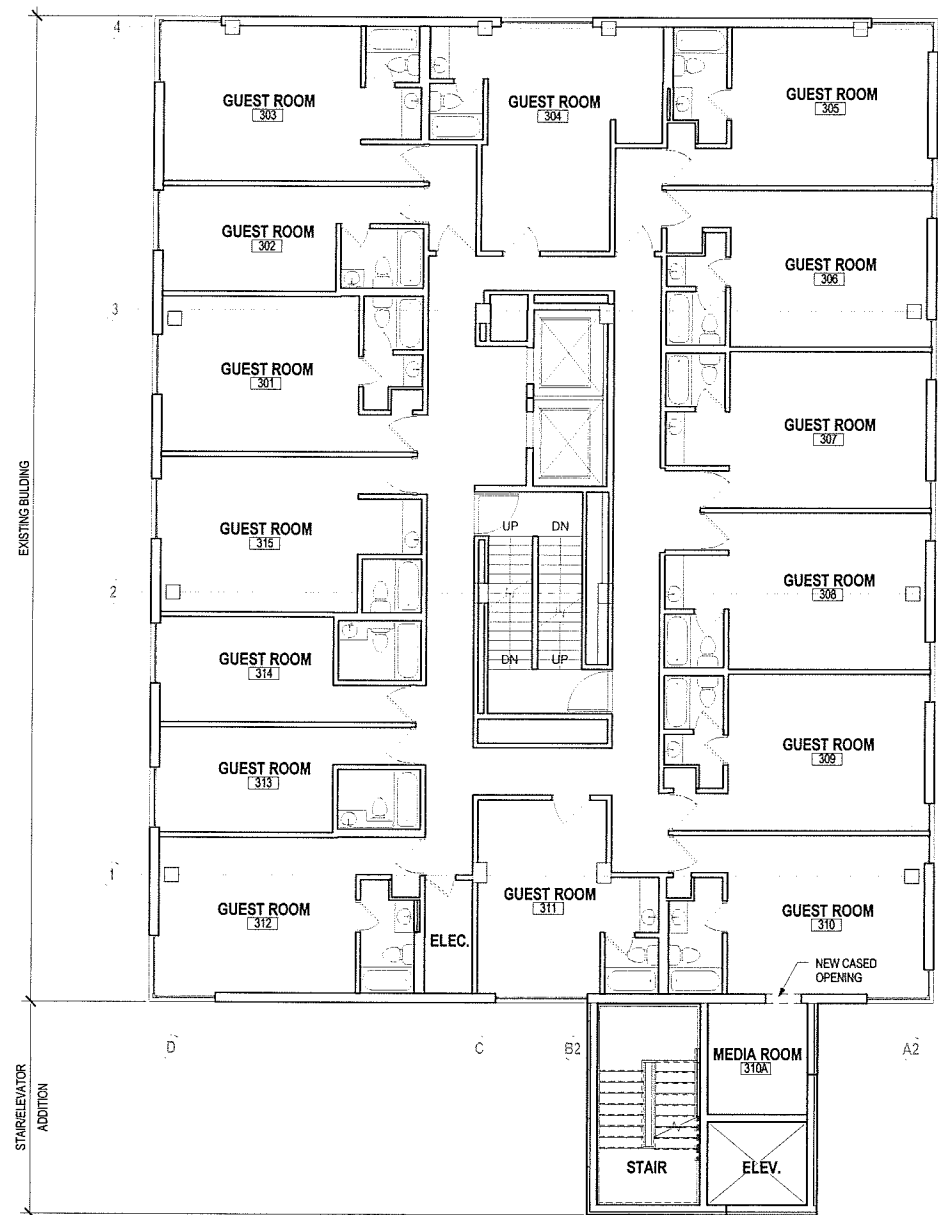 4
GUEST ROOM
303
GUEST ROOM
304
GUEST ROOM
305
GUEST ROOM
302
GUEST ROOM
306
3
GUEST ROOM
301
GUEST ROOM
307
EXISTING BULDING
UP DN
GUEST ROOM
315
2
GUEST ROOM
308
DN UP
GUEST ROOM
314
GUEST ROOM
309
GUEST ROOM
313
1
GUEST ROOM
312
ELEC.
GUEST ROOM
311
GUEST ROOM
310
NEW CASED
OPENING
D C B2 A2
STAIR/ELEVATOR
ADDITION
MEDIA ROOM
310A
STAIR
ELEV.